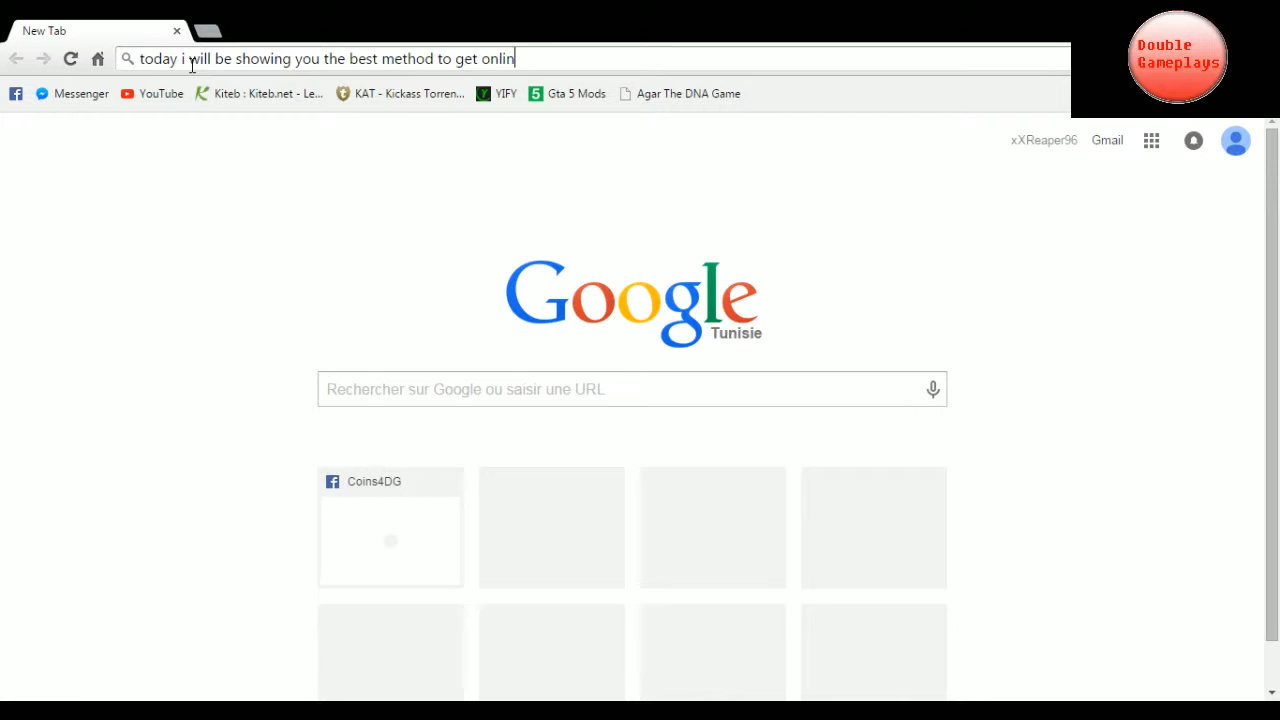 New Tab
today i will be showing you the best method to get onlin
Double
Gameplays
Messenger YouTube Kiteb : Kiteb.net - Le... KAT - Kickass Torren... YIFY Gta 5 Mods Agar The DNA Game
xXReaper96 Gmail
Google
Tunisie
Rechercher sur Google ou saisir une URL
Coins4DG